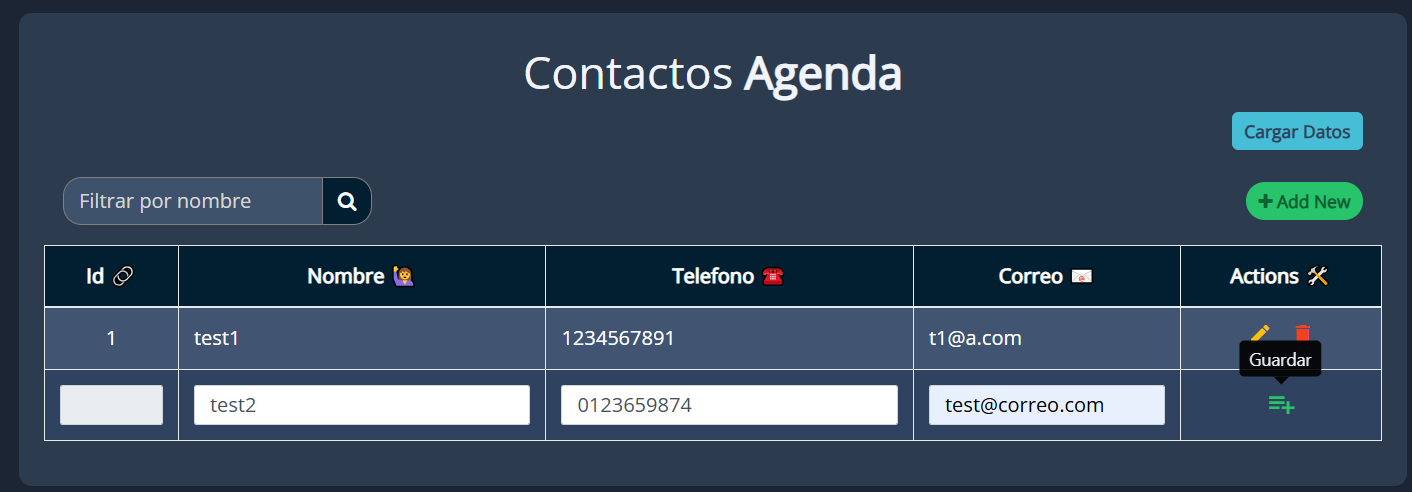 Contactos Agenda
Cargar Datos
Filtrar por nombre
Add New
Id Nombre Telefono Correo Actions
1 test1 1234567891 t1@a.com
Guardar
test2 0123659874 test@correo.com